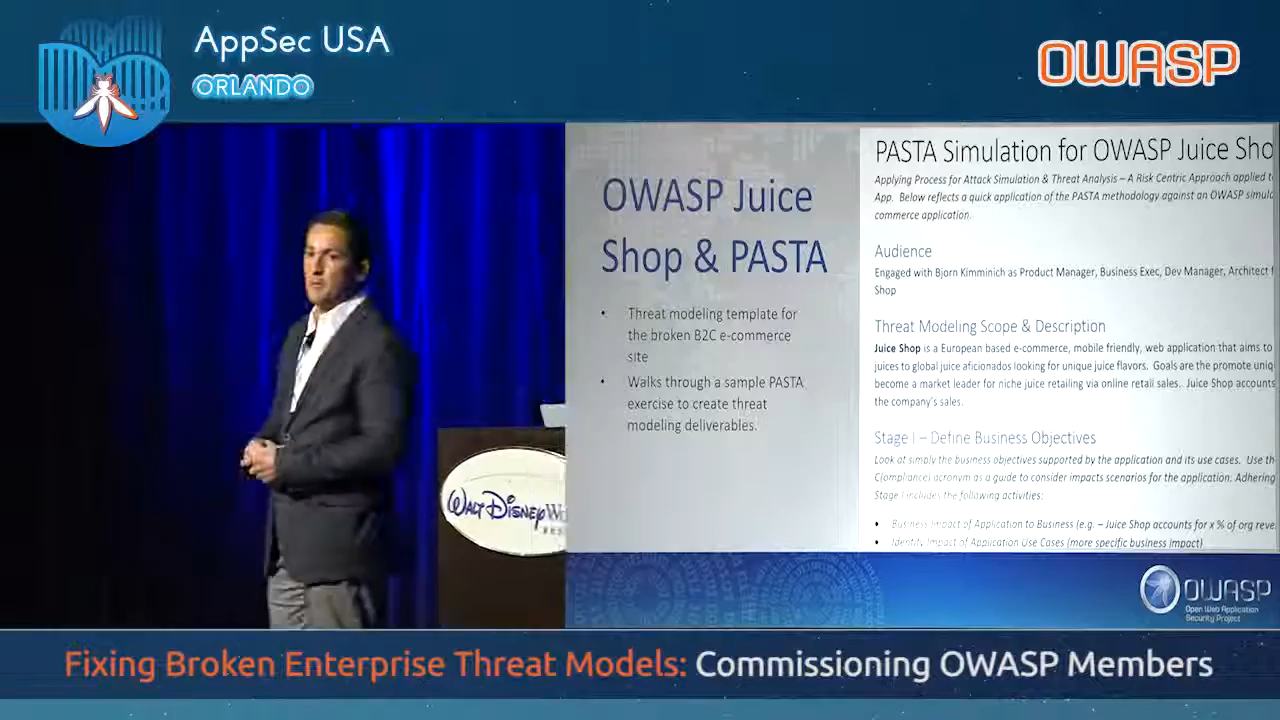 AppSec USA
ORLANDO
OWASP
OWASP Juice
Shop & PASTA
• Threat modeling template for
the broken B2C e-commerce
site
• Walks through a sample PASTA
exercise to create threat
modeling deliverables.
PASTA Simulation for OWASP Juice Sho
Applying Process for Attack Simulation & Threat Analysis – A Risk Centric Approach applied t
App. Below reflects a quick application of the PASTA methodology against an OWASP simul
commerce application.
Audience
Engaged with Bjorn Kimminich as Product Manager, Business Exec, Dev Manager, Architect f
Shop
Threat Modeling Scope & Description
Juice Shop is a European based e-commerce, mobile friendly, web application that aims to
juices to global juice aficionados looking for unique juice flavors. Goals are the promote uniq
become a market leader for niche juice retailing via online retail sales. Juice Shop accounts
the company's sales.
Stage I – Define Business Objectives
Look at simply the business objectives supported by the application and its use cases. Use th
C(ompliance) acronym as a guide to consider impacts scenarios for the application. Adhering
Stage I includes the following activities:
• Business Impact of Application to Business (e.g. – Juice Shop accounts for x % of org reve
• Identify Impact of Application Use Cases (more specific business impact)
WALT DISNEY Wo
OWASP
Open Web Application
Security Project
Fixing Broken Enterprise Threat Models: Commissioning OWASP Members